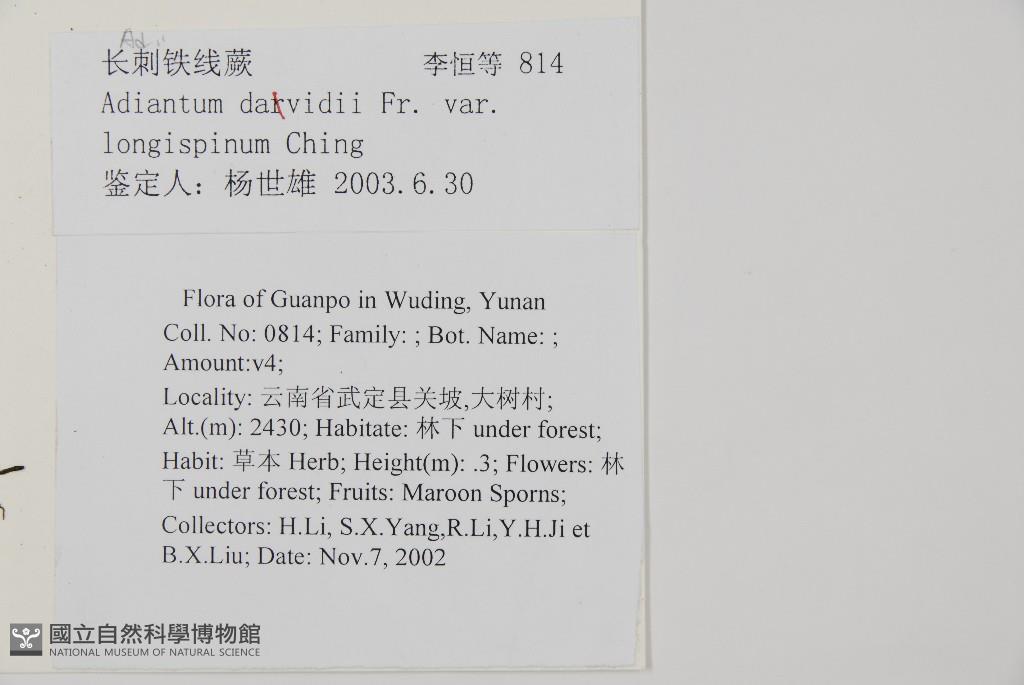 长刺铁线蕨 李恒等 814
Adiantum darvidii Fr. var.
longispinum Ching
鉴定人: 杨世雄 2003.6.30
Flora of Guanpo in Wuding, Yunan
Coll. No: 0814; Family: ; Bot. Name: ;
Amount:v4;
Locality: 云南省武定县关坡,大树村;
Alt.(m): 2430; Habitate: 林下 under forest;
Habit: 草本 Herb; Height(m): .3; Flowers: 林
下 under forest; Fruits: Maroon Sporns;
Collectors: H.Li, S.X.Yang,R.Li,Y.H.Ji et
B.X.Liu; Date: Nov.7, 2002
國立自然科學博物館
NATIONAL MUSEUM OF NATURAL SCIENCE